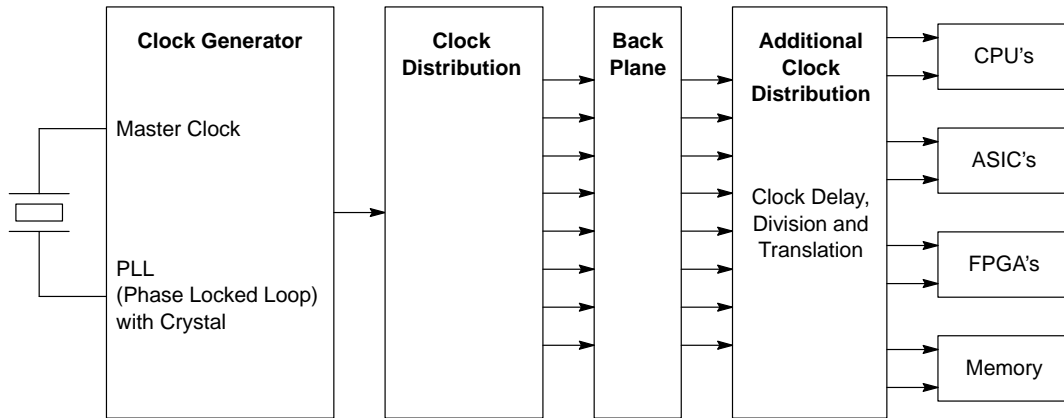 Clock Generator
Master Clock
PLL
(Phase Locked Loop)
with Crystal
Clock
Distribution
Back
Plane
Additional
Clock
Distribution
Clock Delay,
Division and
Translation
CPU's
ASIC's
FPGA's
Memory